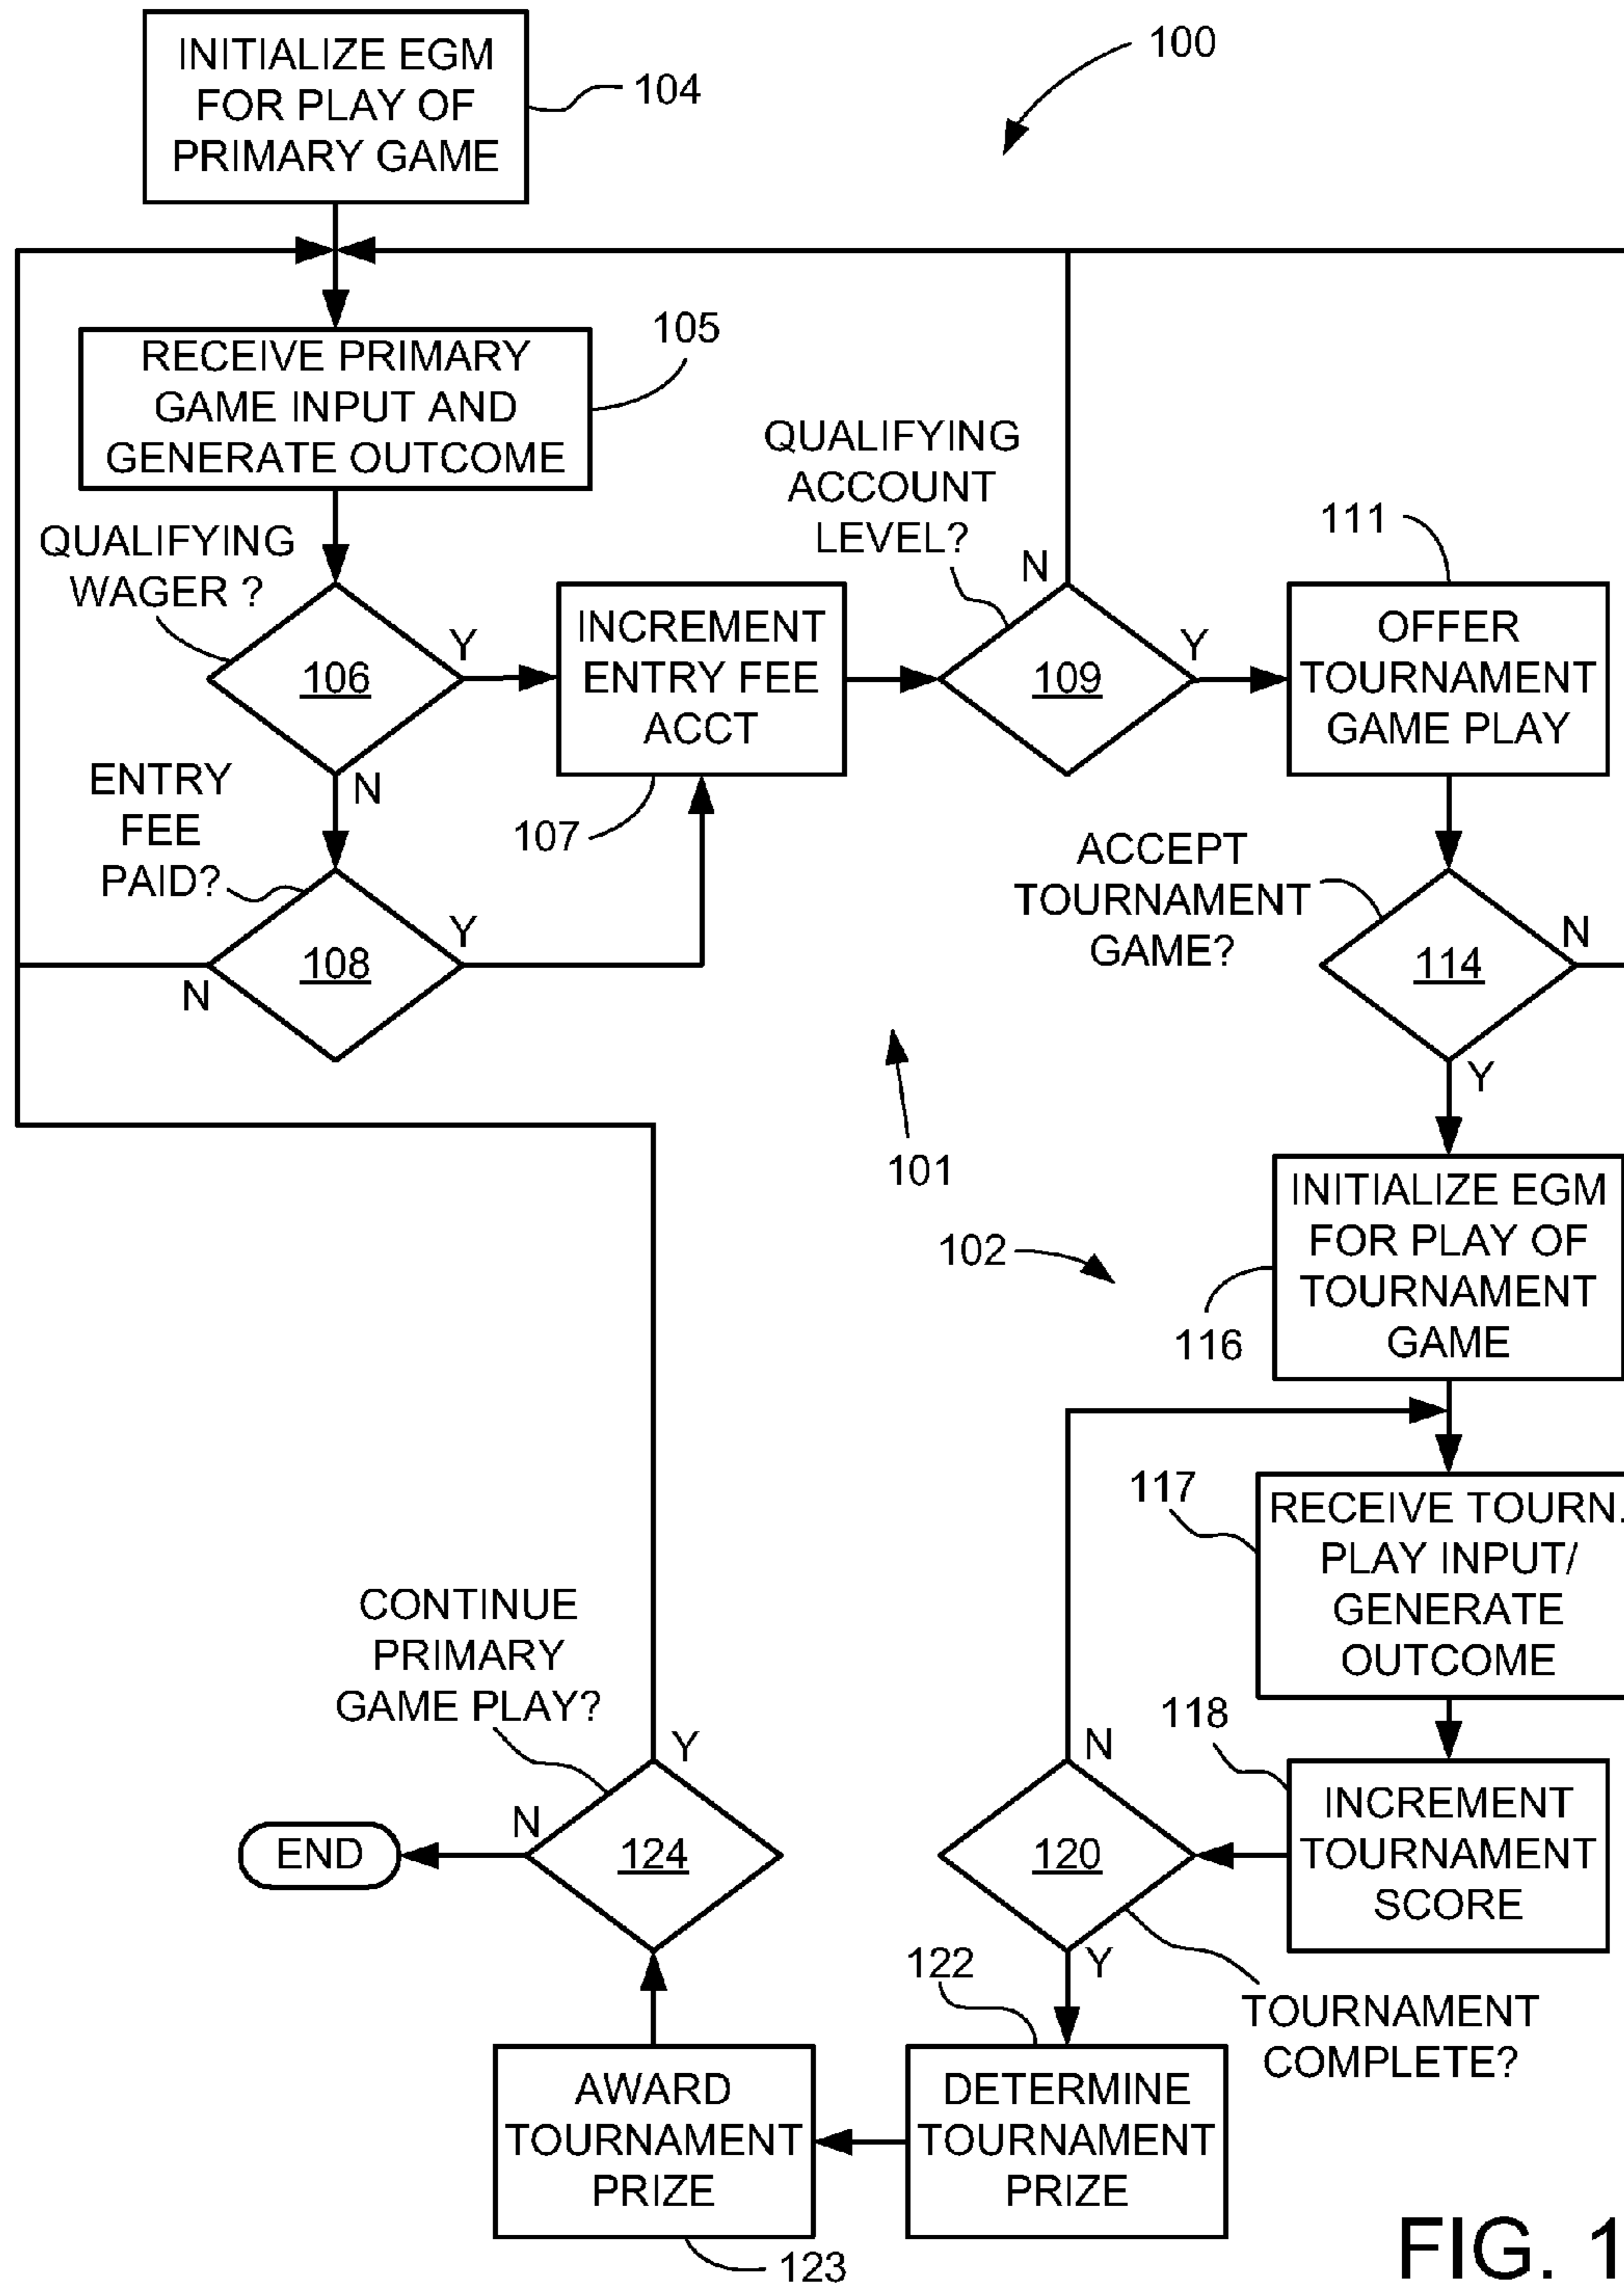 INITIALIZE EGM
FOR PLAY OF
PRIMARY GAME
104
100
RECEIVE PRIMARY
GAME INPUT AND
GENERATE OUTCOME
105
QUALIFYING
WAGER ?
106
Y
N
INCREMENT
ENTRY FEE
ACCT
107
ENTRY
FEE
PAID?
108
Y
N
QUALIFYING
ACCOUNT
LEVEL?
109
N
Y
111
OFFER
TOURNAMENT
GAME PLAY
ACCEPT
TOURNAMENT
GAME?
114
N
Y
101
102
INITIALIZE EGM
FOR PLAY OF
TOURNAMENT
GAME
116
117
RECEIVE TOURN.
PLAY INPUT/
GENERATE
OUTCOME
118
INCREMENT
TOURNAMENT
SCORE
N
120
Y
TOURNAMENT
COMPLETE?
122
DETERMINE
TOURNAMENT
PRIZE
AWARD
TOURNAMENT
PRIZE
123
CONTINUE
PRIMARY
GAME PLAY?
Y
N
124
END
FIG. 1